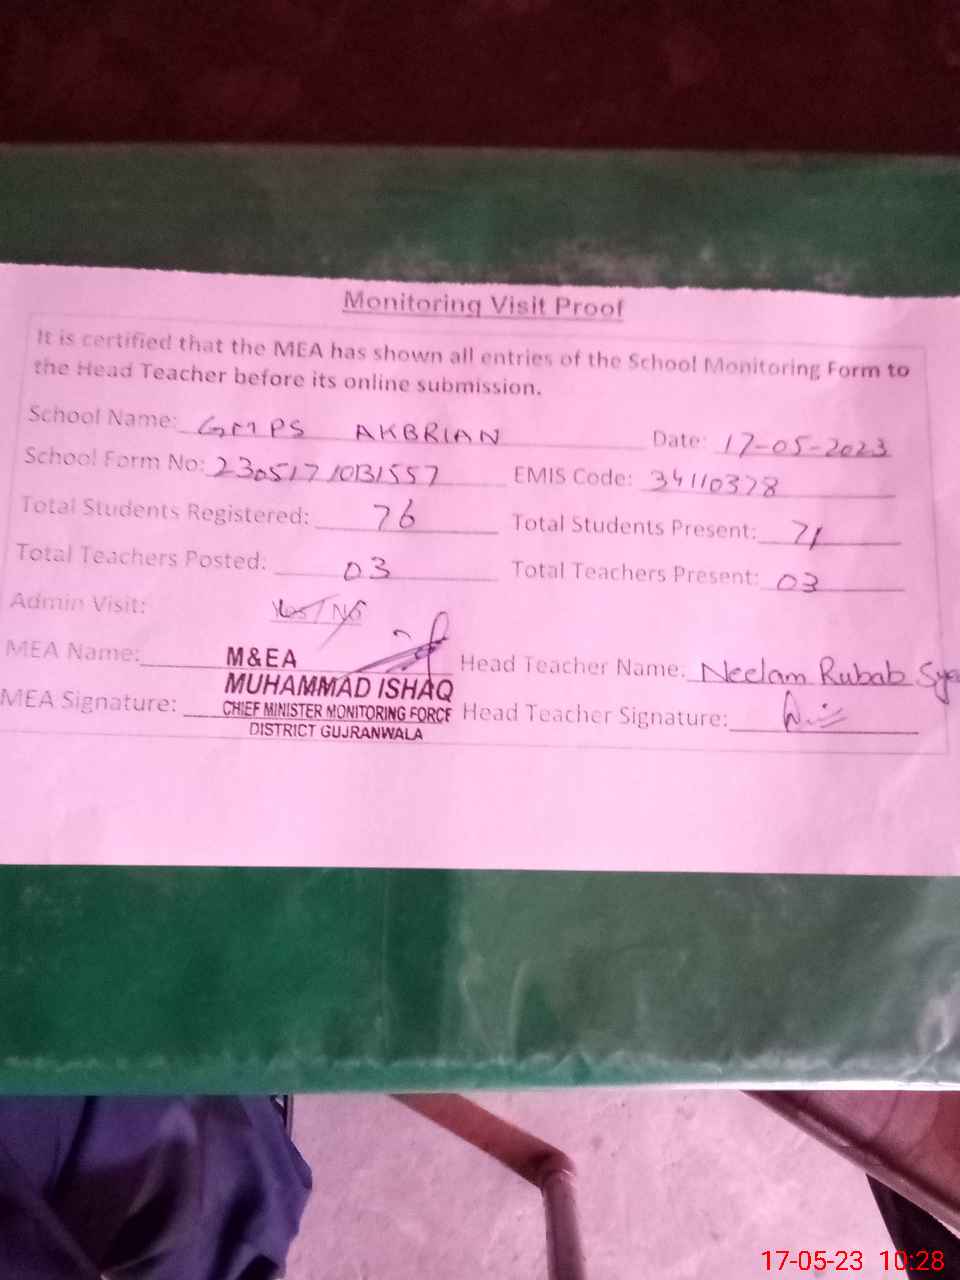 Monitoring Visit Proof
It is certified that the MEA has shown all entries of the School Monitoring Form to
the Head Teacher before its online submission.
School Name: GMPS AKBRIAN Date: 17-05-2023
School Form No: 23051710131557 EMIS Code: 34110378
Total Students Registered: 76 Total Students Present: 71
Total Teachers Posted: 03 Total Teachers Present: 03
Admin Visit: Yes / No
MEA Name: M&EA Head Teacher Name: Neelam Rubab
MUHAMMAD ISHAQ
MEA Signature: CHIEF MINISTER MONITORING FORCE Head Teacher Signature:
DISTRICT GUJRANWALA
17-05-23 10:28